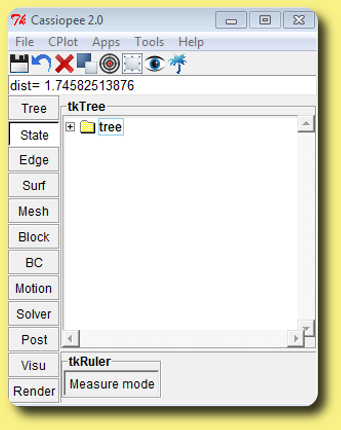 Cassiopee 2.0
File CPlot Apps Tools Help
dist= 1.74582513876
Tree
State
Edge
Surf
Mesh
Block
BC
Motion
Solver
Post
Visu
Render
tkTree
tree
tkRuler
Measure mode